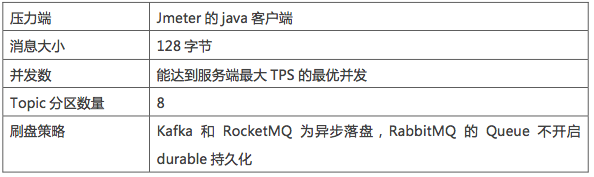 压力端 Jmeter 的 java 客户端
消息大小 128 字节
并发数 能达到服务端最大 TPS 的最优并发
Topic 分区数量 8
刷盘策略 Kafka 和 RocketMQ 为异步落盘，RabbitMQ 的 Queue 不开启
durable 持久化